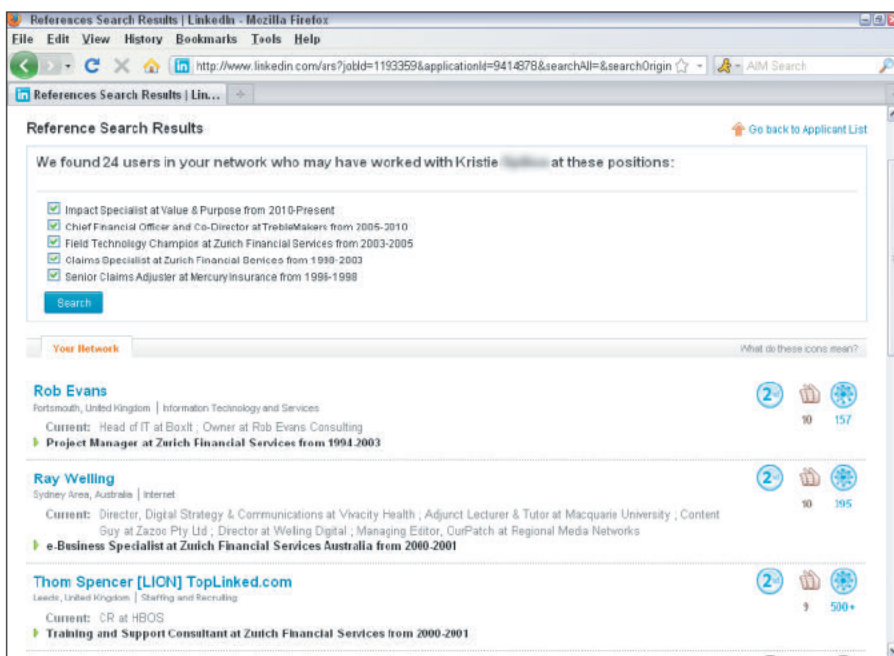 References Search Results | LinkedIn - Mozilla Firefox
File Edit View History Bookmarks Tools Help
in http://www.linkedin.com/ars?jobId=1193359&applicationId=9414878&searchAll=&searchOrigin AIM Search
in References Search Results | Lin...
Reference Search Results Go back to Applicant List
We found 24 users in your network who may have worked with Kristie at these positions:
Impact Specialist at Value & Purpose from 2010-Present
Chief Financial Officer and Co-Director at TrebleMakers from 2005-2010
Field Technology Champion at Zurich Financial Services from 2003-2005
Claims Specialist at Zurich Financial Services from 1998-2003
Senior Claims Adjuster at Mercury Insurance from 1996-1998
Search
Your Network What do these icons mean?
Rob Evans 2nd
Portsmouth, United Kingdom | Information Technology and Services 10 157
Current: Head of IT at BoxIt ; Owner at Rob Evans Consulting
Project Manager at Zurich Financial Services from 1994-2003
Ray Welling 2nd
Sydney Area, Australia | Internet 10 195
Current: Director, Digital Strategy & Communications at Vivacity Health ; Adjunct Lecturer & Tutor at Macquarie University ; Content
Guy at Zazoo Pty Ltd ; Director at Welling Digital ; Managing Editor, OurPatch at Regional Media Networks
e-Business Specialist at Zurich Financial Services Australia from 2000-2001
Thom Spencer [LION] TopLinked.com 2nd
Leeds, United Kingdom | Staffing and Recruiting 9 500+
Current: CR at HBOS
Training and Support Consultant at Zurich Financial Services from 2000-2001